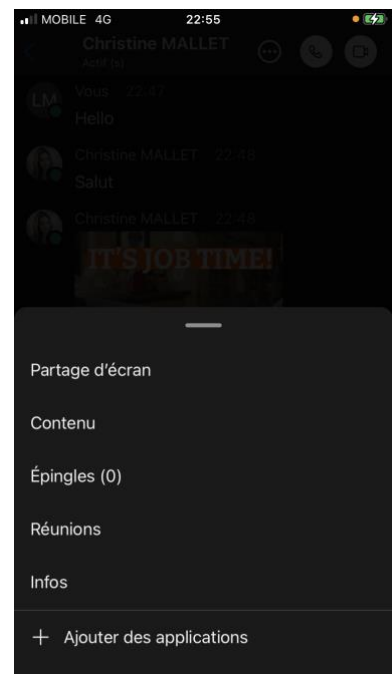 MOBILE 4G 22:55
Christine MALLET
Actif (s)
LM Vous 22:47
Hello
Christine MALLET 22:48
Salut
Christine MALLET 22:48
IT'S JOB TIME!
Partage d'écran
Contenu
Épingles (0)
Réunions
Infos
+ Ajouter des applications